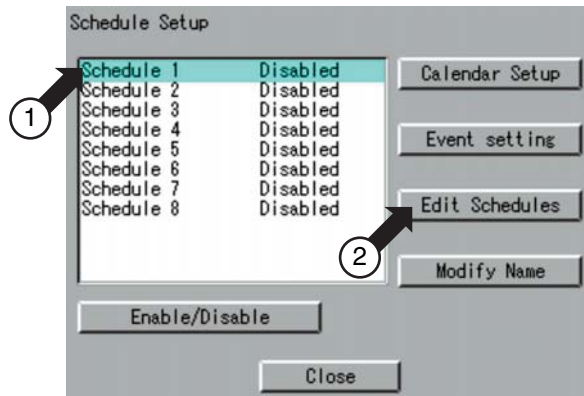 Schedule Setup
Schedule 1 Disabled
Schedule 2 Disabled
Schedule 3 Disabled
Schedule 4 Disabled
Schedule 5 Disabled
Schedule 6 Disabled
Schedule 7 Disabled
Schedule 8 Disabled
Calendar Setup
Event setting
Edit Schedules
Modify Name
Enable/Disable
Close
1
2